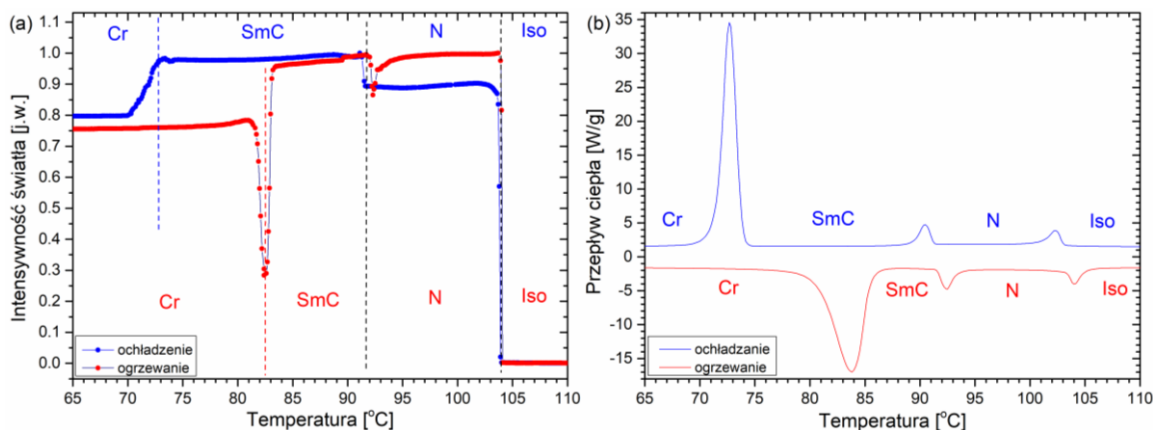 (a)
Cr SmC N Iso
1.1
1.0
0.9
0.8
0.7
0.6
0.5
0.4
0.3
0.2
0.1
0.0
Intensywność światła [j.w.]
Cr SmC N Iso
ochładzenie
ogrzewanie
65 70 75 80 85 90 95 100 105 110
Temperatura [°C]
(b)
35
30
25
20
15
10
5
0
-5
-10
-15
Przepływ ciepła [W/g]
Cr SmC N Iso
Cr SmC N Iso
ochładzanie
ogrzewanie
65 70 75 80 85 90 95 100 105 110
Temperatura [°C]